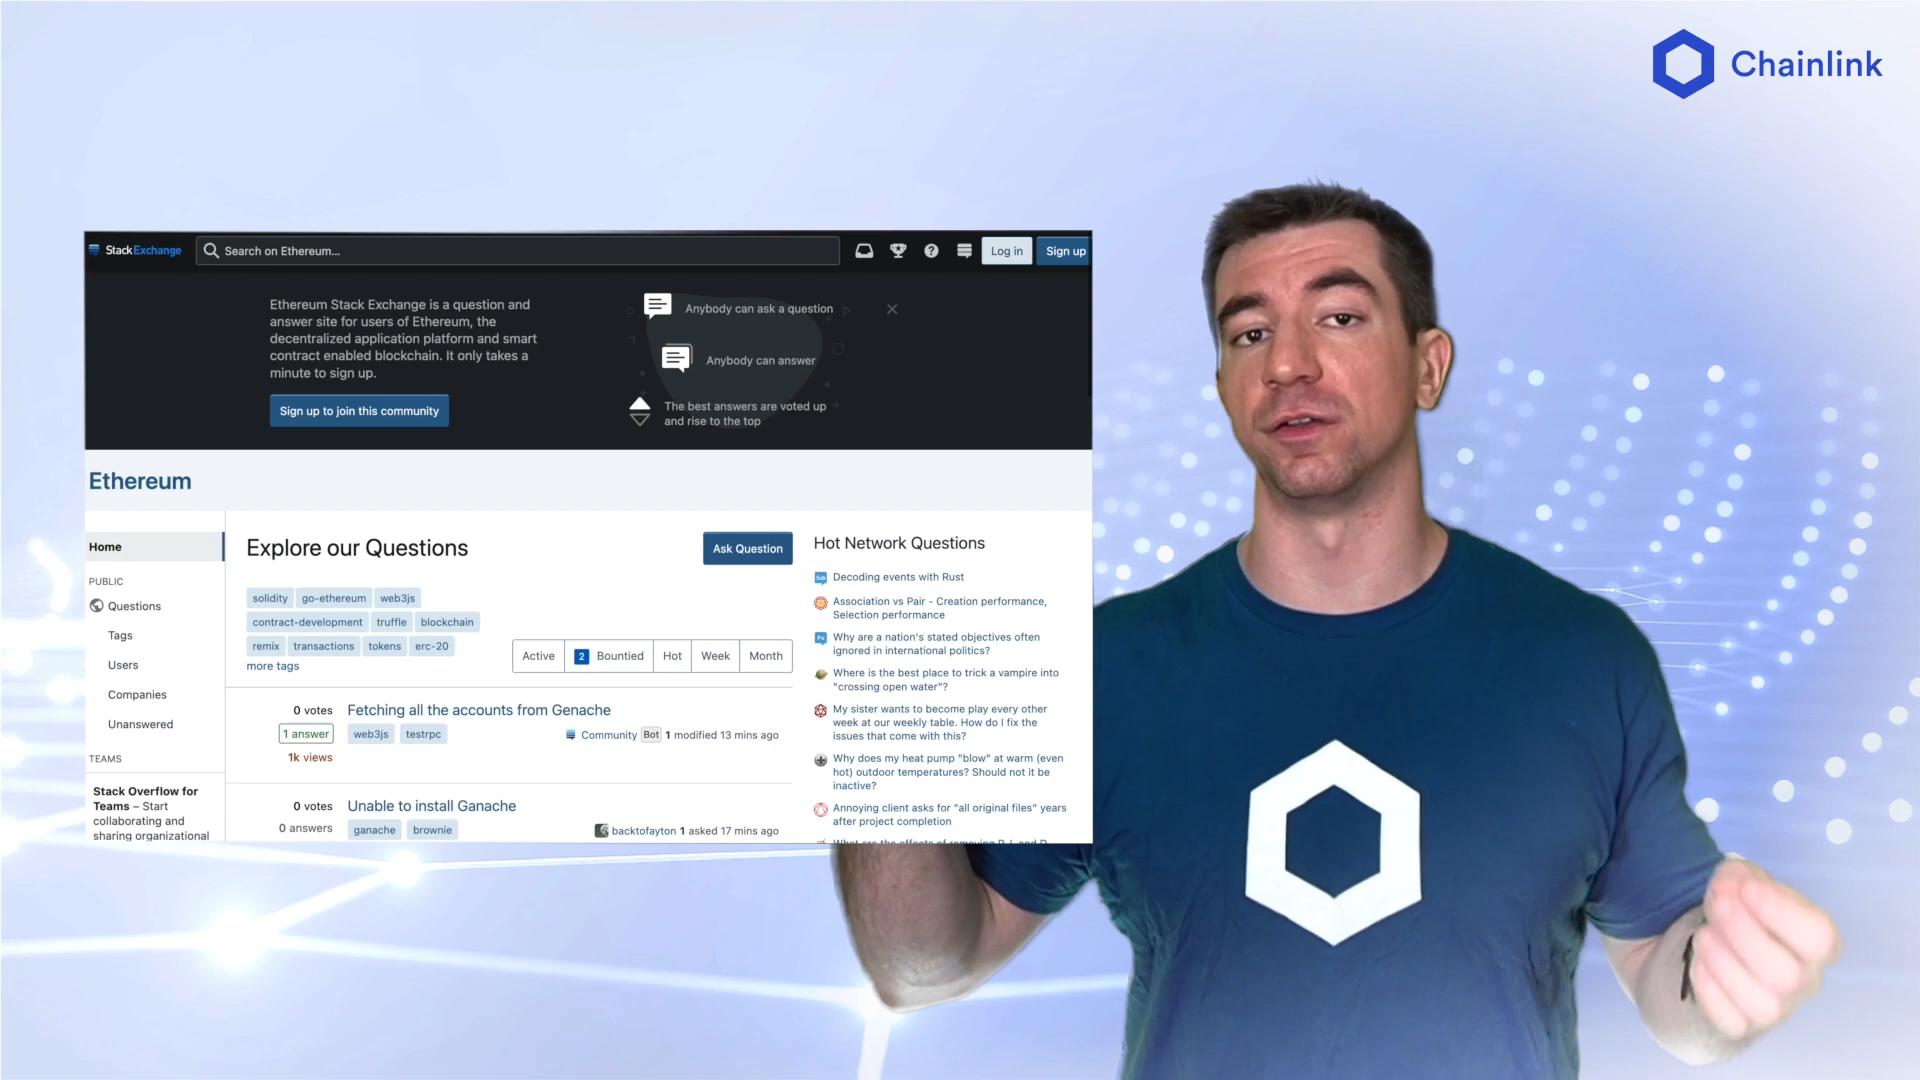 Chainlink
StackExchange
Search on Ethereum...
Log in
Sign up
Ethereum Stack Exchange is a question and
answer site for users of Ethereum, the
decentralized application platform and smart
contract enabled blockchain. It only takes a
minute to sign up.
Sign up to join this community
Anybody can ask a question
Anybody can answer
The best answers are voted up
and rise to the top
Ethereum
Home
PUBLIC
Questions
Tags
Users
Companies
Unanswered
TEAMS
Stack Overflow for
Teams – Start
collaborating and
sharing organizational
Explore our Questions
Ask Question
solidity go-ethereum web3js
contract-development truffle blockchain
remix transactions tokens erc-20
more tags
Active 2 Bountied Hot Week Month
0 votes
1 answer
1k views
Fetching all the accounts from Genache
web3js testrpc
Community Bot 1 modified 13 mins ago
0 votes
0 answers
Unable to install Ganache
ganache brownie
backtofayton 1 asked 17 mins ago
Hot Network Questions
Decoding events with Rust
Association vs Pair - Creation performance,
Selection performance
Why are a nation's stated objectives often
ignored in international politics?
Where is the best place to trick a vampire into
"crossing open water"?
My sister wants to become play every other
week at our weekly table. How do I fix the
issues that come with this?
Why does my heat pump "blow" at warm (even
hot) outdoor temperatures? Should not it be
inactive?
Annoying client asks for "all original files" years
after project completion
What are the effects of removing